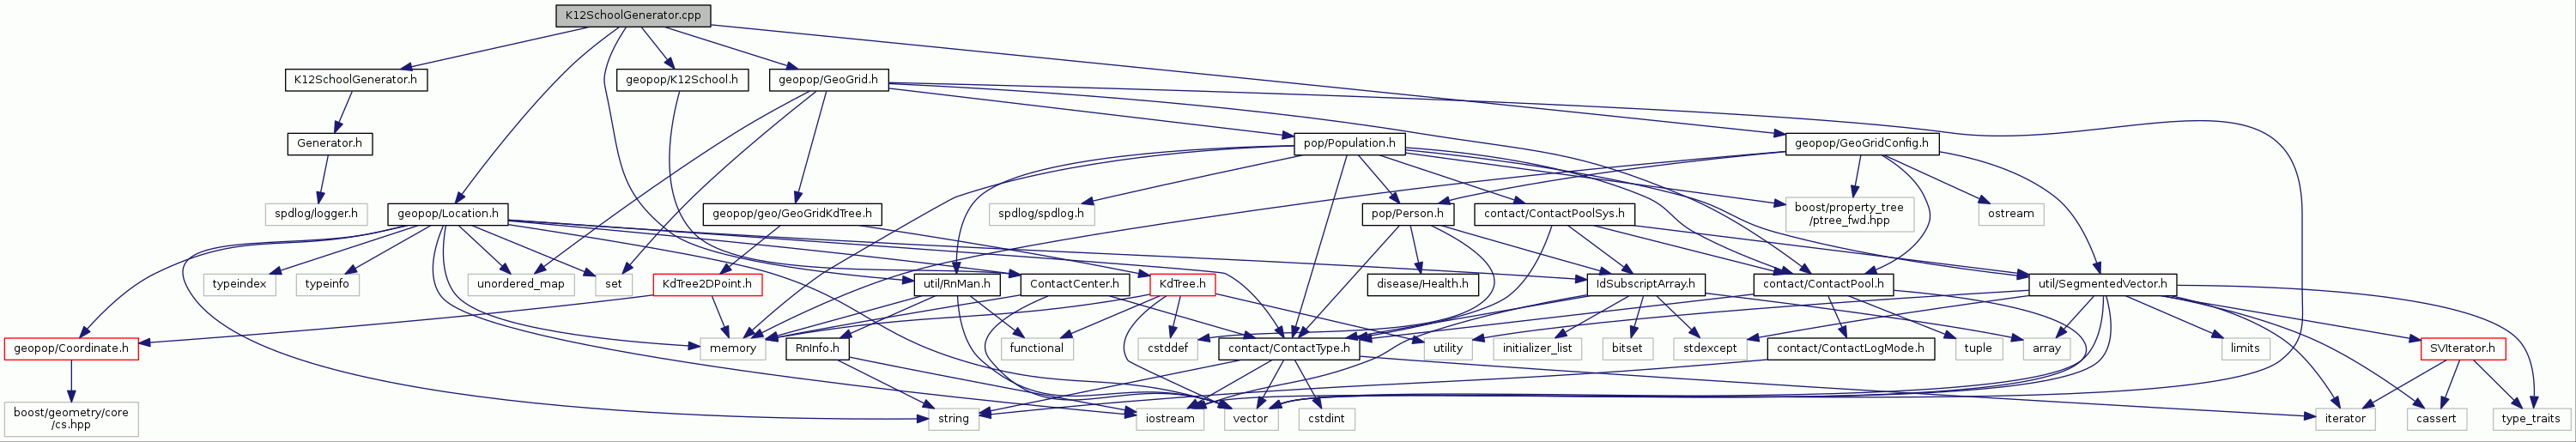 K12SchoolGenerator.cpp
K12SchoolGenerator.h
geopop/K12School.h
geopop/GeoGrid.h
Generator.h
pop/Population.h
geopop/GeoGridConfig.h
spdlog/logger.h
geopop/Location.h
geopop/geo/GeoGridKdTree.h
spdlog/spdlog.h
pop/Person.h
contact/ContactPoolSys.h
boost/property_tree
/ptree_fwd.hpp
ostream
typeindex
typeinfo
unordered_map
set
KdTree2DPoint.h
util/RnMan.h
ContactCenter.h
KdTree.h
disease/Health.h
IdSubscriptArray.h
contact/ContactPool.h
util/SegmentedVector.h
geopop/Coordinate.h
memory
RnInfo.h
functional
cstddef
contact/ContactType.h
utility
initializer_list
bitset
stdexcept
contact/ContactLogMode.h
tuple
array
limits
SVIterator.h
boost/geometry/core
/cs.hpp
string
iostream
vector
cstdint
iterator
cassert
type_traits